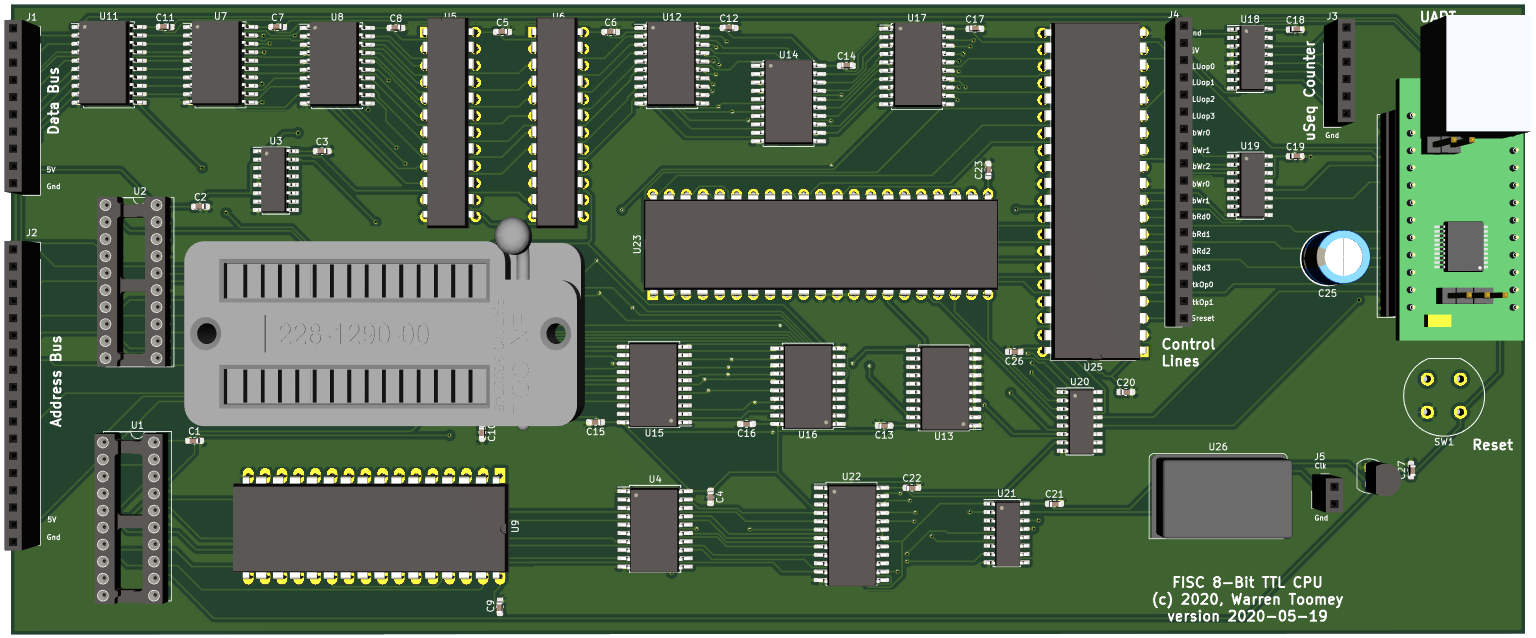 J1
U11
C11
U7
C7
U8
C8
U5
C5
U6
C6
U12
C12
U14
C14
U17
C17
J4
U18
C18
J3
UART
Data Bus
5V
Gnd
nd
5V
LUop0
LUop1
LUop2
LUop3
bWr0
bWr1
bWr2
bWr0
bWr1
bRd0
bRd1
bRd2
bRd3
tkOp0
tkOp1
Sreset
uSeq Counter
Gnd
U3
C3
U19
C19
C23
U2
C2
J2
U23
C25
228-1290-00
Address Bus
5V
Gnd
Control
Lines
U25
C26
U20
C20
U15
C15
U16
C16
U13
C13
SW1
Reset
U1
C1
C10
U9
C9
U4
C4
U22
C22
U21
C21
U26
J5
Clk
Gnd
C27
FISC 8-Bit TTL CPU
(c) 2020, Warren Toomey
version 2020-05-19